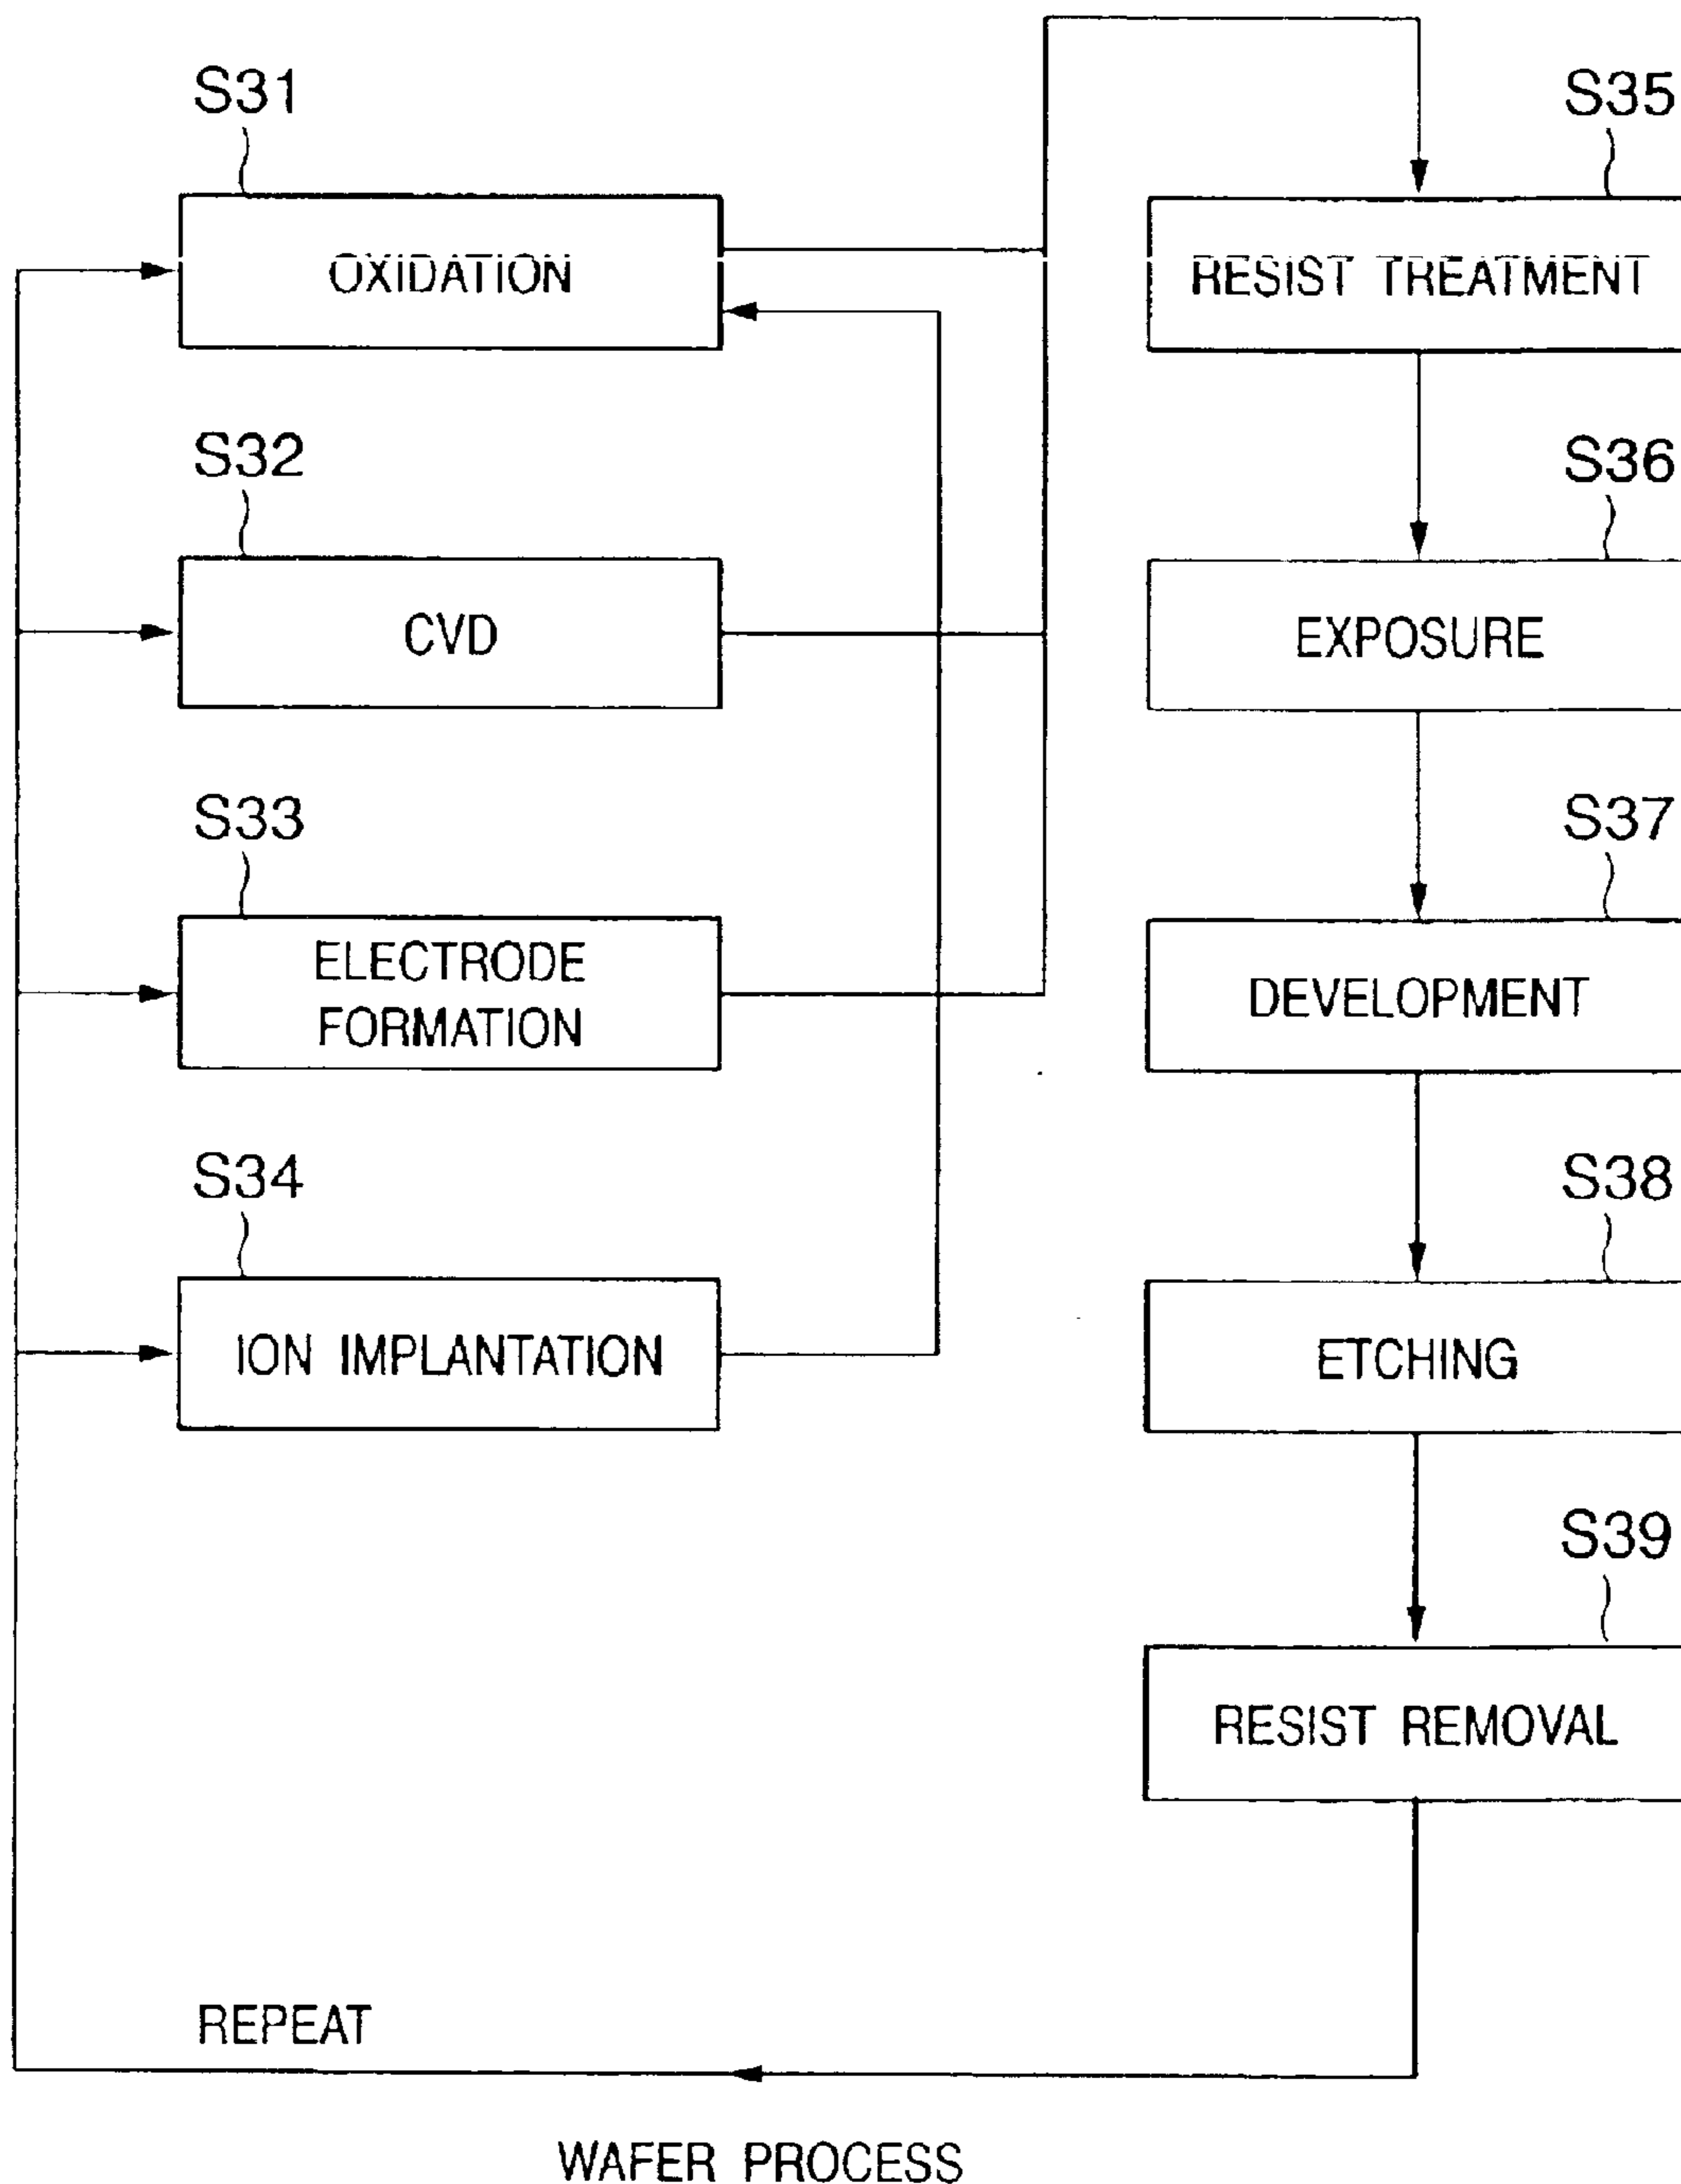 S31
OXIDATION
S32
CVD
S33
ELECTRODE
FORMATION
S34
ION IMPLANTATION
S35
RESIST TREATMENT
S36
EXPOSURE
S37
DEVELOPMENT
S38
ETCHING
S39
RESIST REMOVAL
REPEAT
WAFER PROCESS